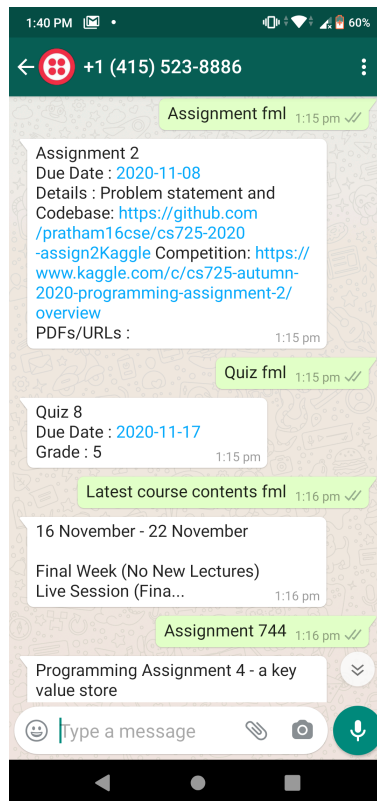 1:40 PM
60%
+1 (415) 523-8886
Assignment fml 1:15 pm
Assignment 2
Due Date : 2020-11-08
Details : Problem statement and
Codebase: https://github.com
/pratham16cse/cs725-2020
-assign2Kaggle Competition: https://
www.kaggle.com/c/cs725-autumn-
2020-programming-assignment-2/
overview
PDFs/URLs :
1:15 pm
Quiz fml 1:15 pm
Quiz 8
Due Date : 2020-11-17
Grade : 5
1:15 pm
Latest course contents fml 1:16 pm
16 November - 22 November
Final Week (No New Lectures)
Live Session (Fina...
1:16 pm
Assignment 744 1:16 pm
Programming Assignment 4 - a key
value store
Type a message